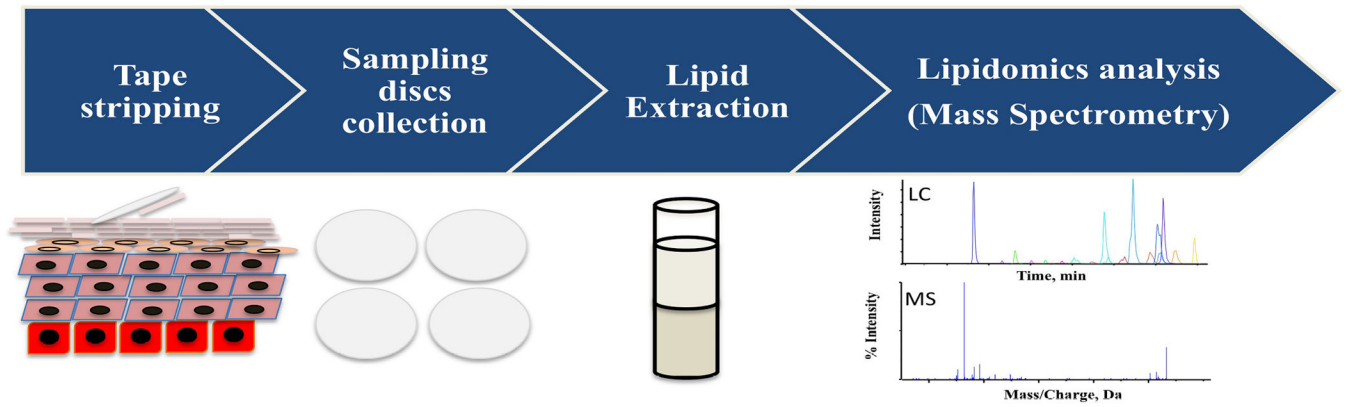 Tape
stripping
Sampling
discs
collection
Lipid
Extraction
Lipidomics analysis
(Mass Spectrometry)
LC
Intensity
Time, min
MS
% Intensity
Mass/Charge, Da